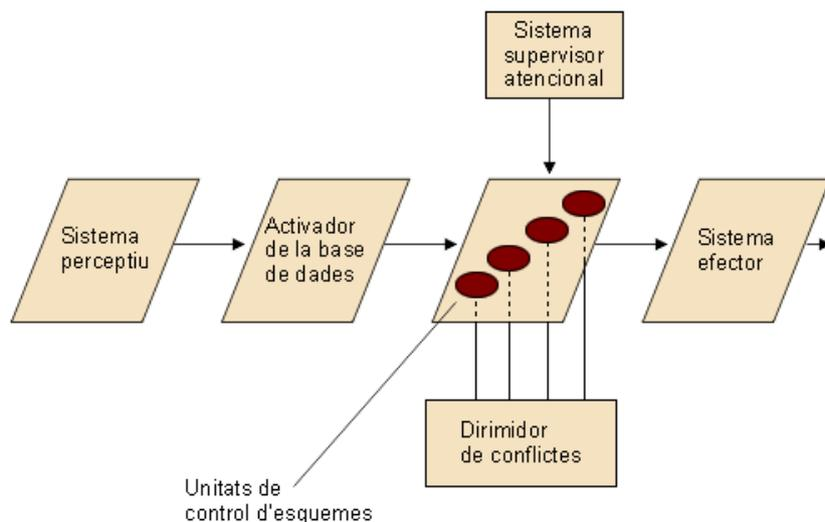 Sistema
supervisor
atencional
Sistema
perceptiu
Activador
de la base
de dades
Sistema
efector
Dirimidor
de conflictes
Unitats de
control d'esquemes